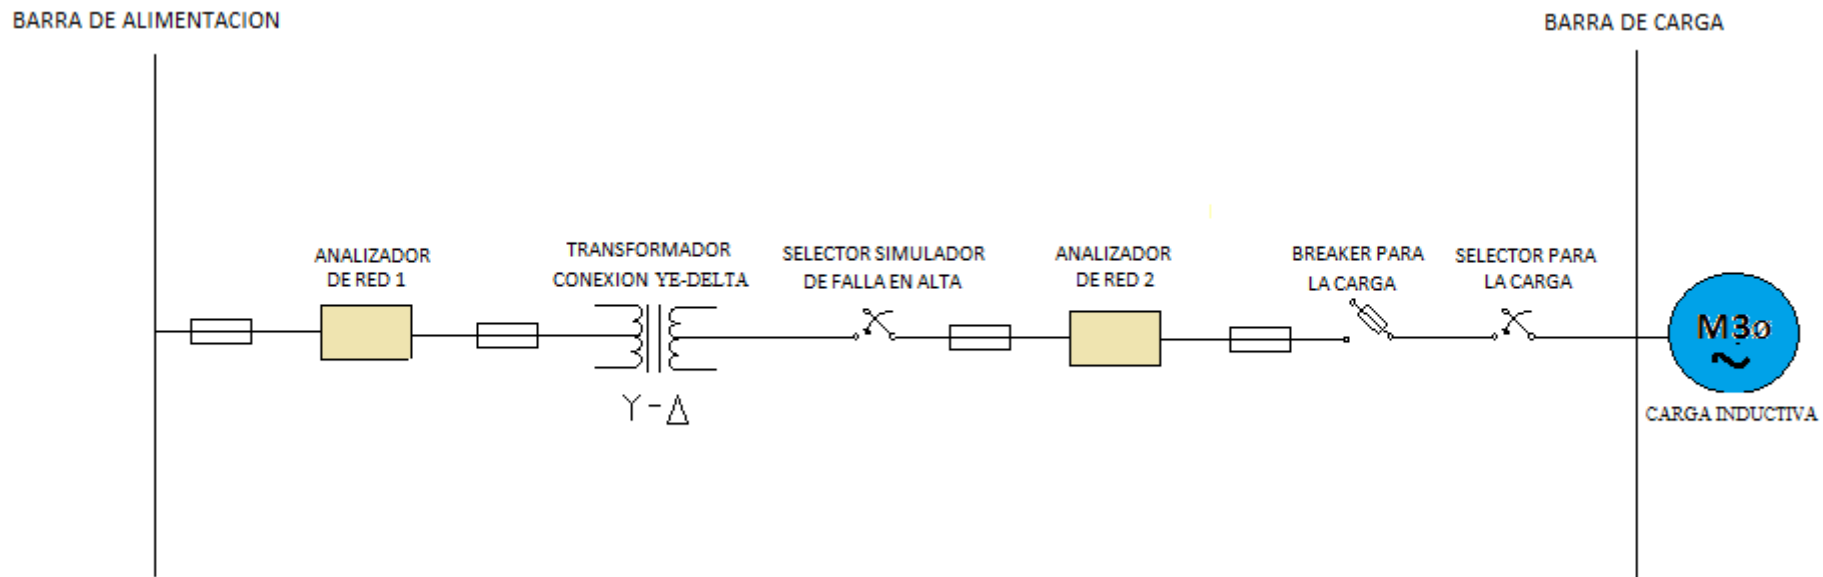 BARRA DE ALIMENTACION
BARRA DE CARGA
ANALIZADOR
DE RED 1
TRANSFORMADOR
CONEXION YE-DELTA
SELECTOR SIMULADOR
DE FALLA EN ALTA
ANALIZADOR
DE RED 2
BREAKER PARA
LA CARGA
SELECTOR PARA
LA CARGA
M3ø
Y-Δ
CARGA INDUCTIVA